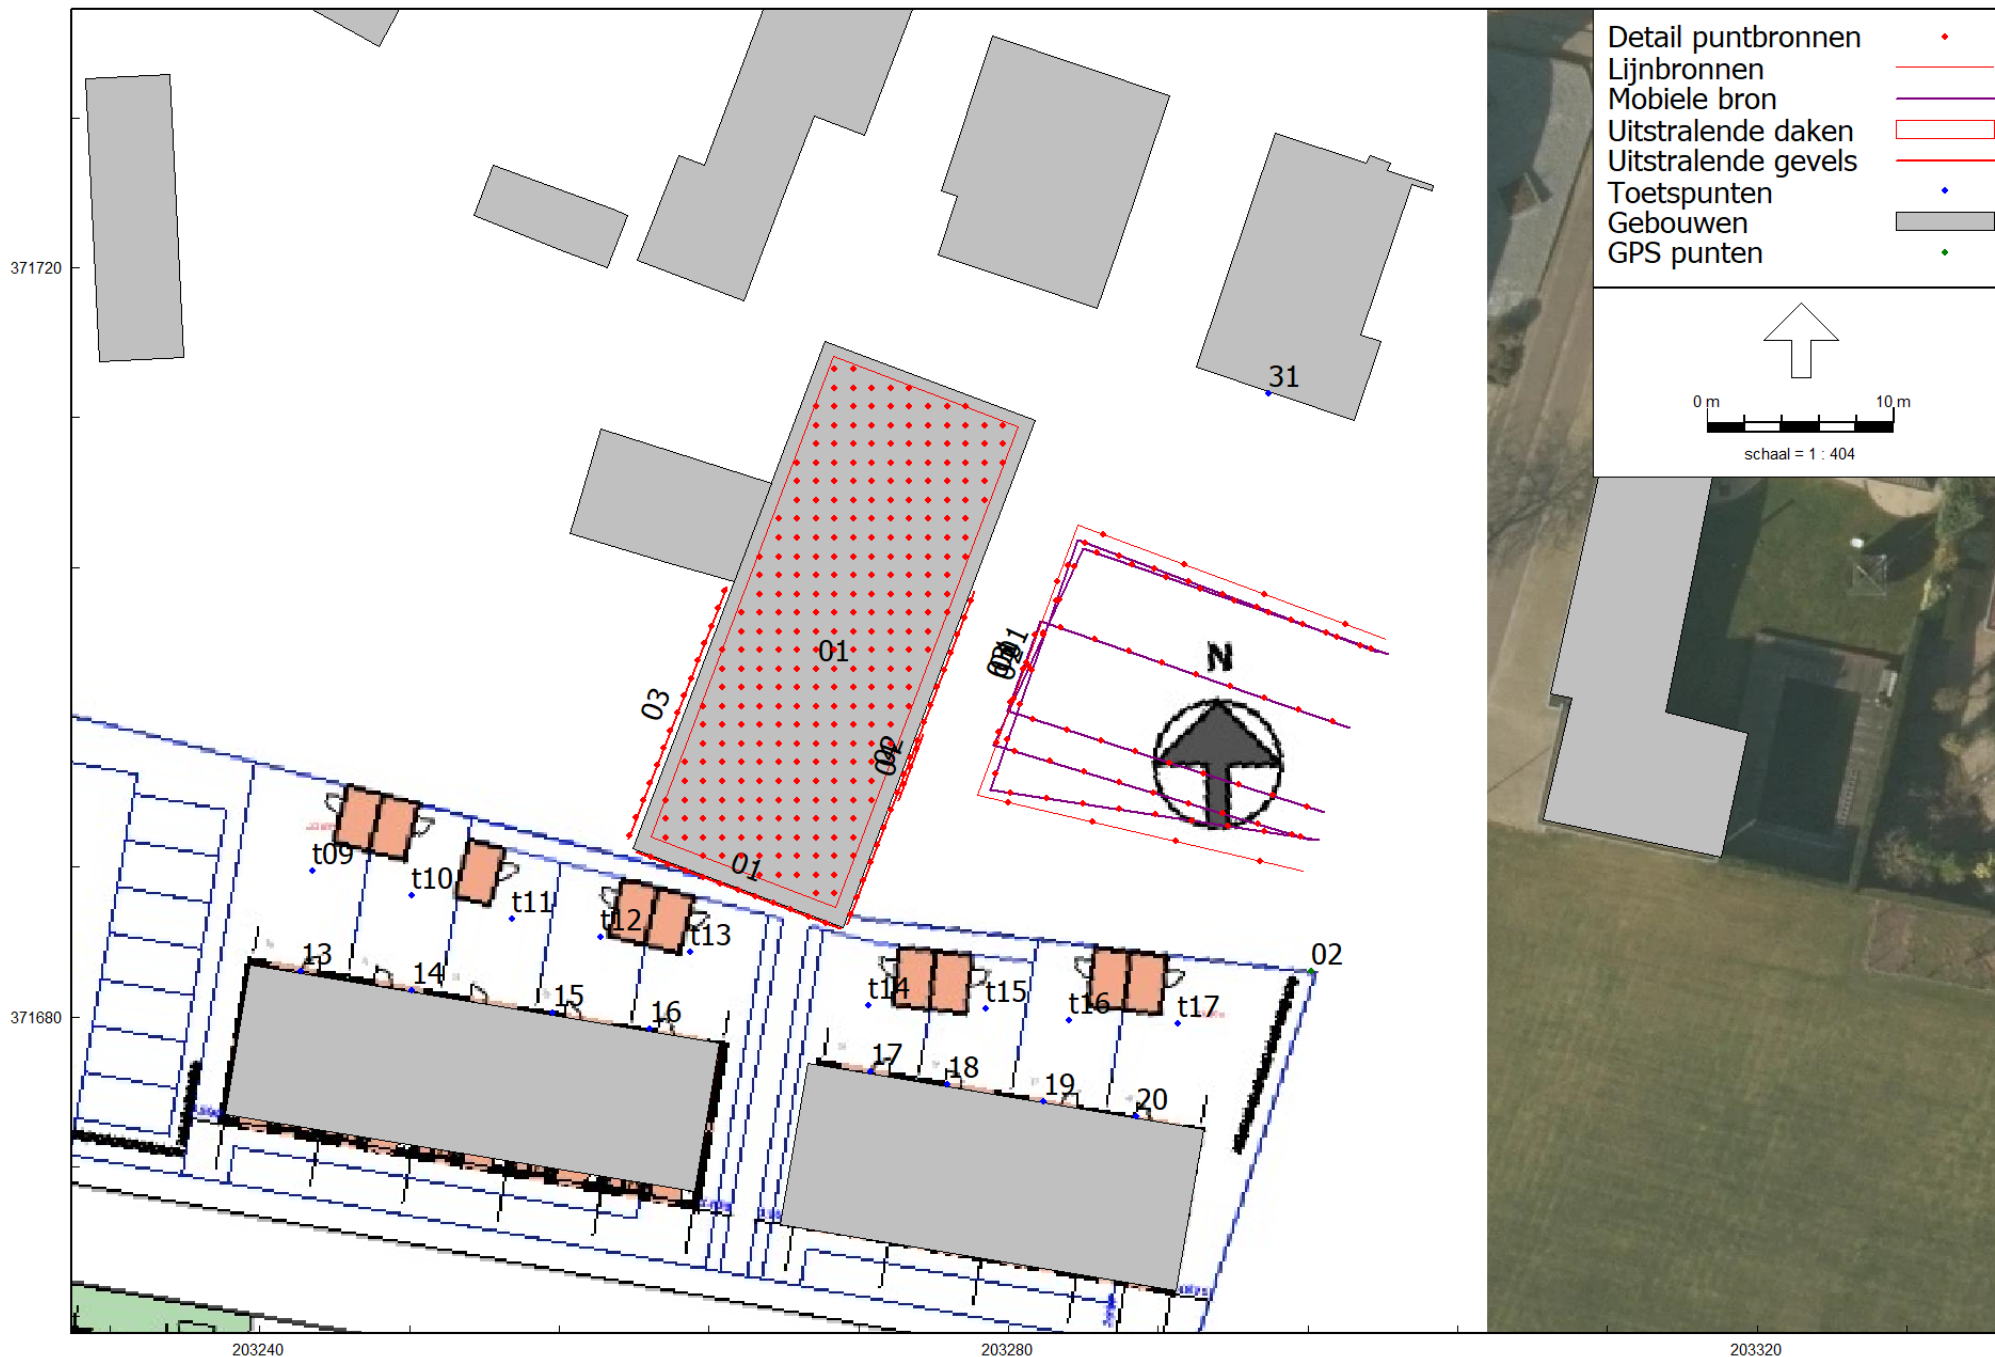 Detail puntbronnen
Lijnbronnen
Mobiele bron
Uitstralende daken
Uitstralende gevels
Toetspunten
Gebouwen
GPS punten
0 m 10 m
schaal = 1 : 404
371720
31
01
N
03
02
01
t09
t10
t11
t12
t13
02
13
14
15
16
t14
t15
t16
t17
371680
17
18
19
20
203240 203280 203320